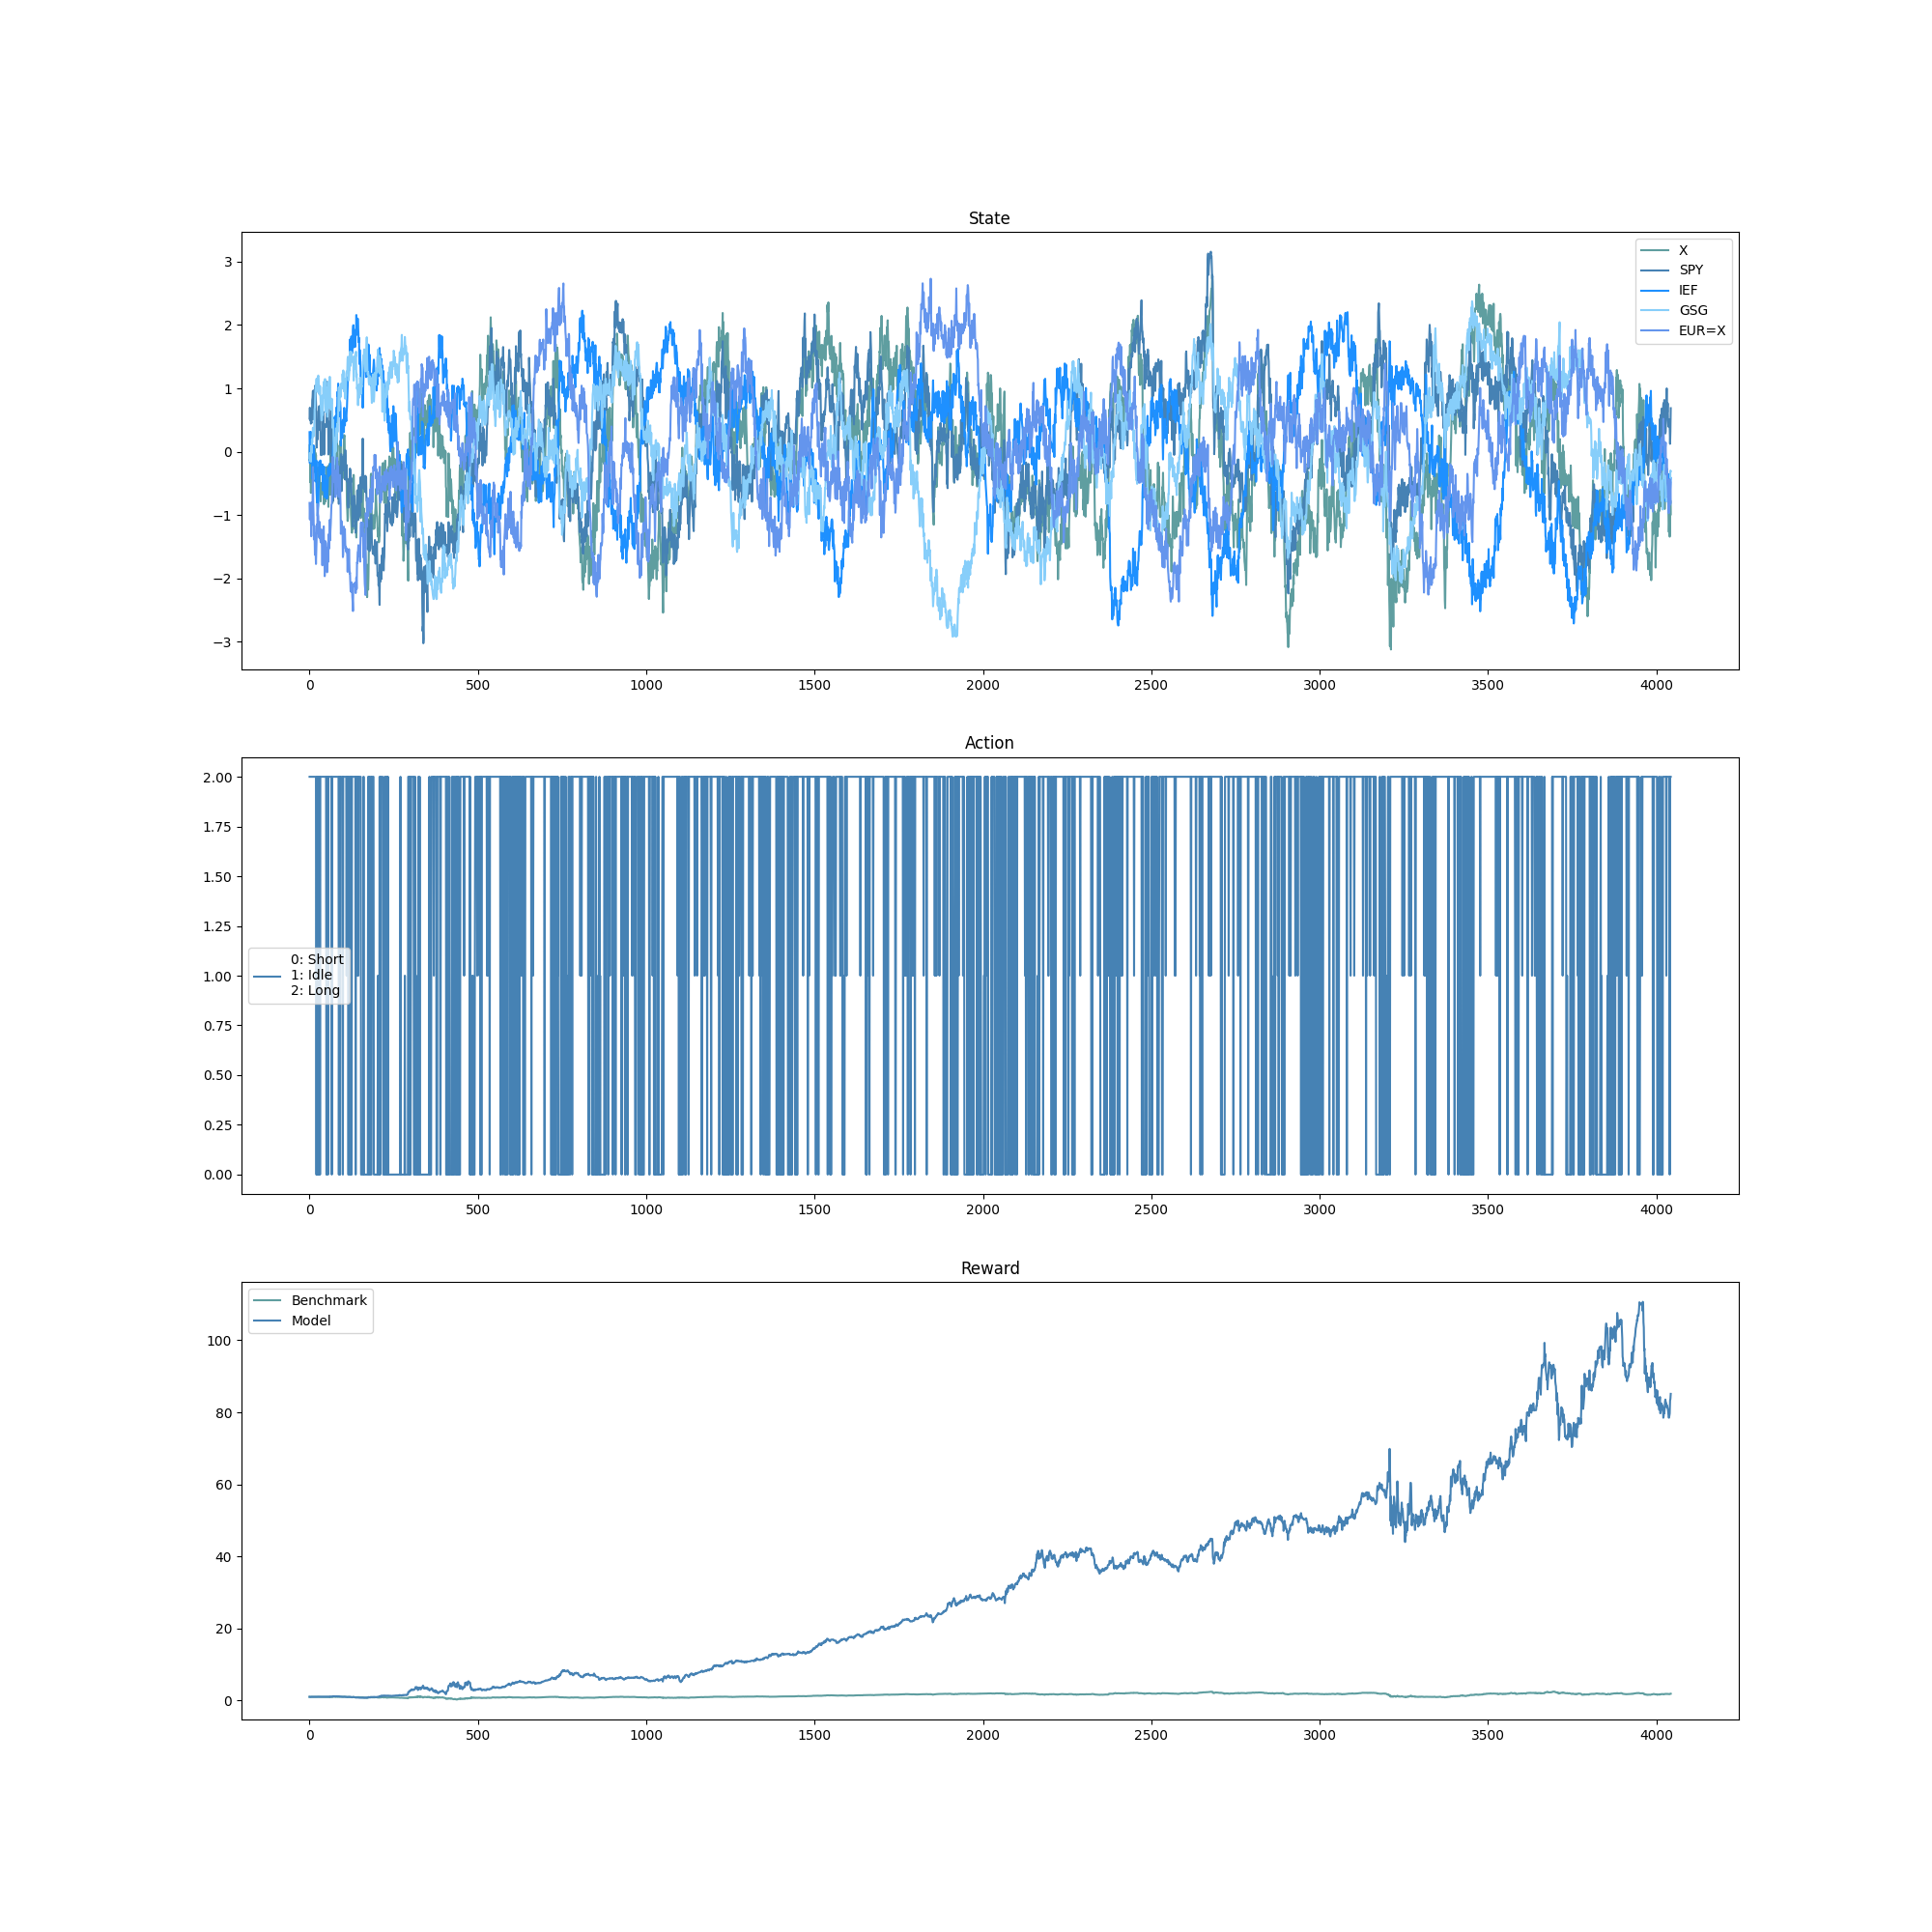 State
3
2
1
0
−1
−2
−3
X
SPY
IEF
GSG
EUR=X
0 500 1000 1500 2000 2500 3000 3500 4000
Action
2.00
1.75
1.50
1.25
1.00
0.75
0.50
0.25
0.00
0: Short
1: Idle
2: Long
0 500 1000 1500 2000 2500 3000 3500 4000
Reward
Benchmark
Model
100
80
60
40
20
0
0 500 1000 1500 2000 2500 3000 3500 4000